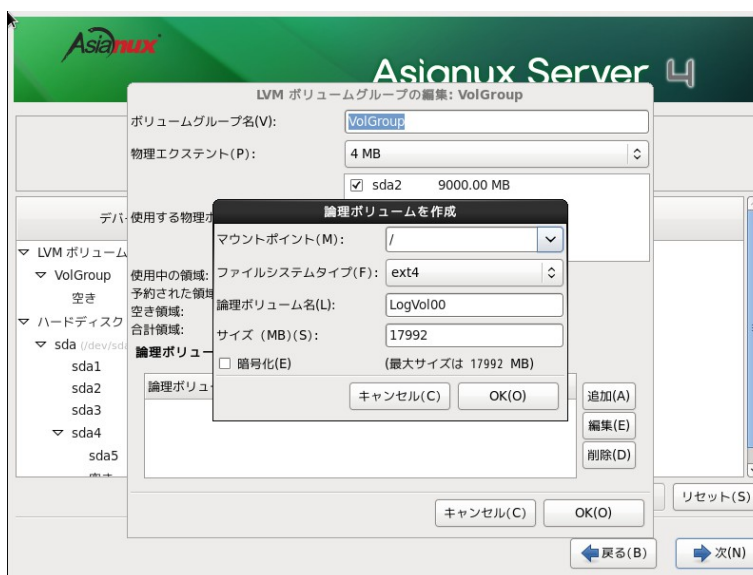 Asianux
Asianux Server 4
LVM ボリュームグループの編集: VolGroup
ボリュームグループ名(V):
VolGroup
物理エクステント(P):
4 MB
sda2 9000.00 MB
使用する物理ボ
使用中の領域:
予約された領域
空き領域:
合計領域:
論理ボリュー
論理ボリュー
追加(A)
編集(E)
削除(D)
キャンセル(C)
OK(O)
論理ボリュームを作成
マウントポイント(M):
/
ファイルシステムタイプ(F):
ext4
論理ボリューム名(L):
LogVol00
サイズ (MB)(S):
17992
暗号化(E)
(最大サイズは 17992 MB)
キャンセル(C)
OK(O)
デバ
LVM ボリューム
VolGroup
空き
ハードディスク
sda (/dev/sda
sda1
sda2
sda3
sda4
sda5
リセット(S)
戻る(B)
次(N)